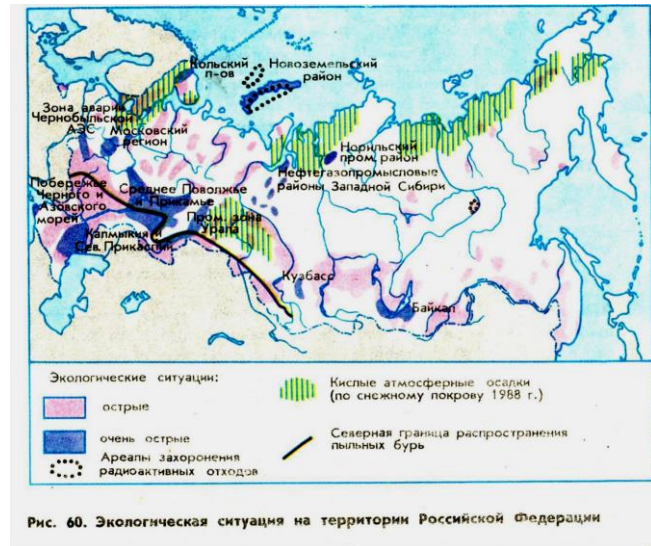 Кольский
п-ов
Новоземельский
район
Зона аварии
Чернобыльской
АЭС
Московский
регион
Норильский
пром. район
Нефтегазопромысловые
районы Западной Сибири
Побережье
Черного и
Азовского
морей
Среднее Поволжье
и Прикамье
Пром. зона
Урала
Калмыкия и
Сев. Прикаспий
Кузбасс
Байкал
Экологические ситуации:
острые
очень острые
Ареалы захоронения
радиоактивных отходов
Кислые атмосферные осадки
(по снежному покрову 1988 г.)
Северная граница распространения
пыльных бурь
Рис. 60. Экологическая ситуация на территории Российской Федерации